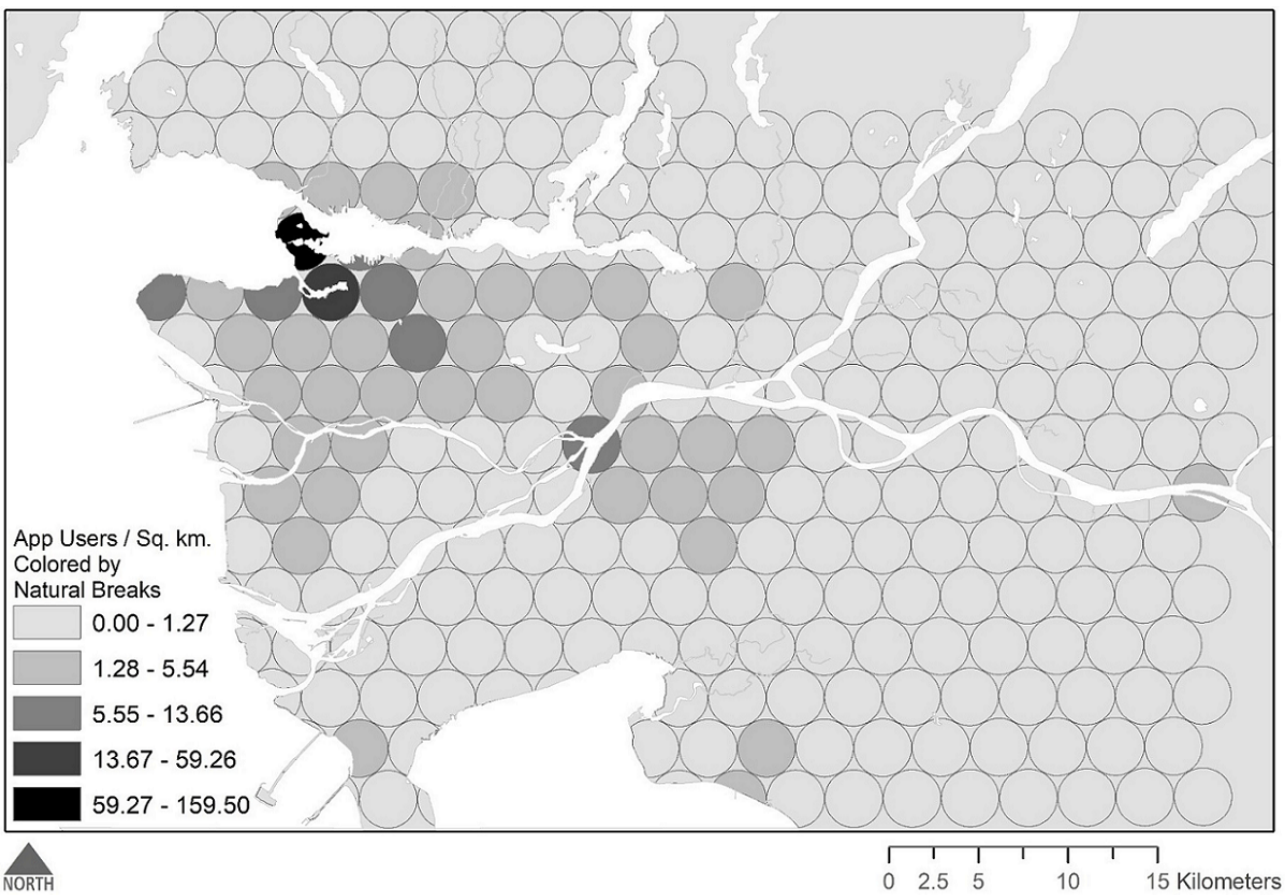 App Users / Sq. km.
Colored by
Natural Breaks
0.00 - 1.27
1.28 - 5.54
5.55 - 13.66
13.67 - 59.26
59.27 - 159.50
NORTH
0 2.5 5 10 15 Kilometers